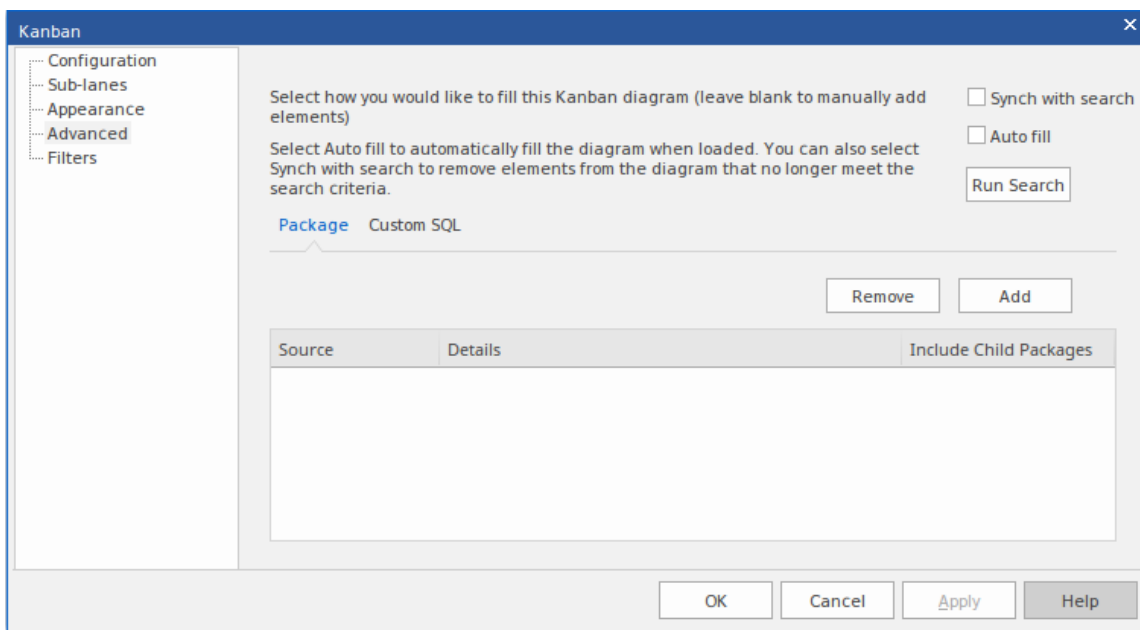 Kanban
Configuration
Sub-lanes
Appearance
Advanced
Filters
Select how you would like to fill this Kanban diagram (leave blank to manually add
elements)
Select Auto fill to automatically fill the diagram when loaded. You can also select
Synch with search to remove elements from the diagram that no longer meet the
search criteria.
Synch with search
Auto fill
Run Search
Package Custom SQL
Remove Add
Source Details Include Child Packages
OK Cancel Apply Help